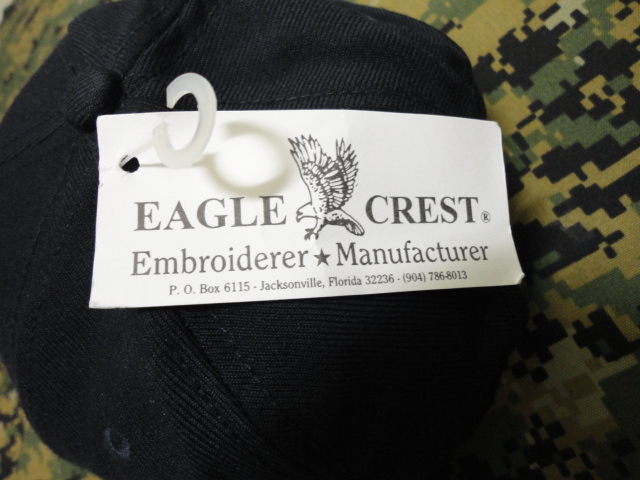 EAGLE CREST®
Embroiderer ★ Manufacturer
P. O. Box 6115 - Jacksonville, Florida 32236 - (904) 786-8013